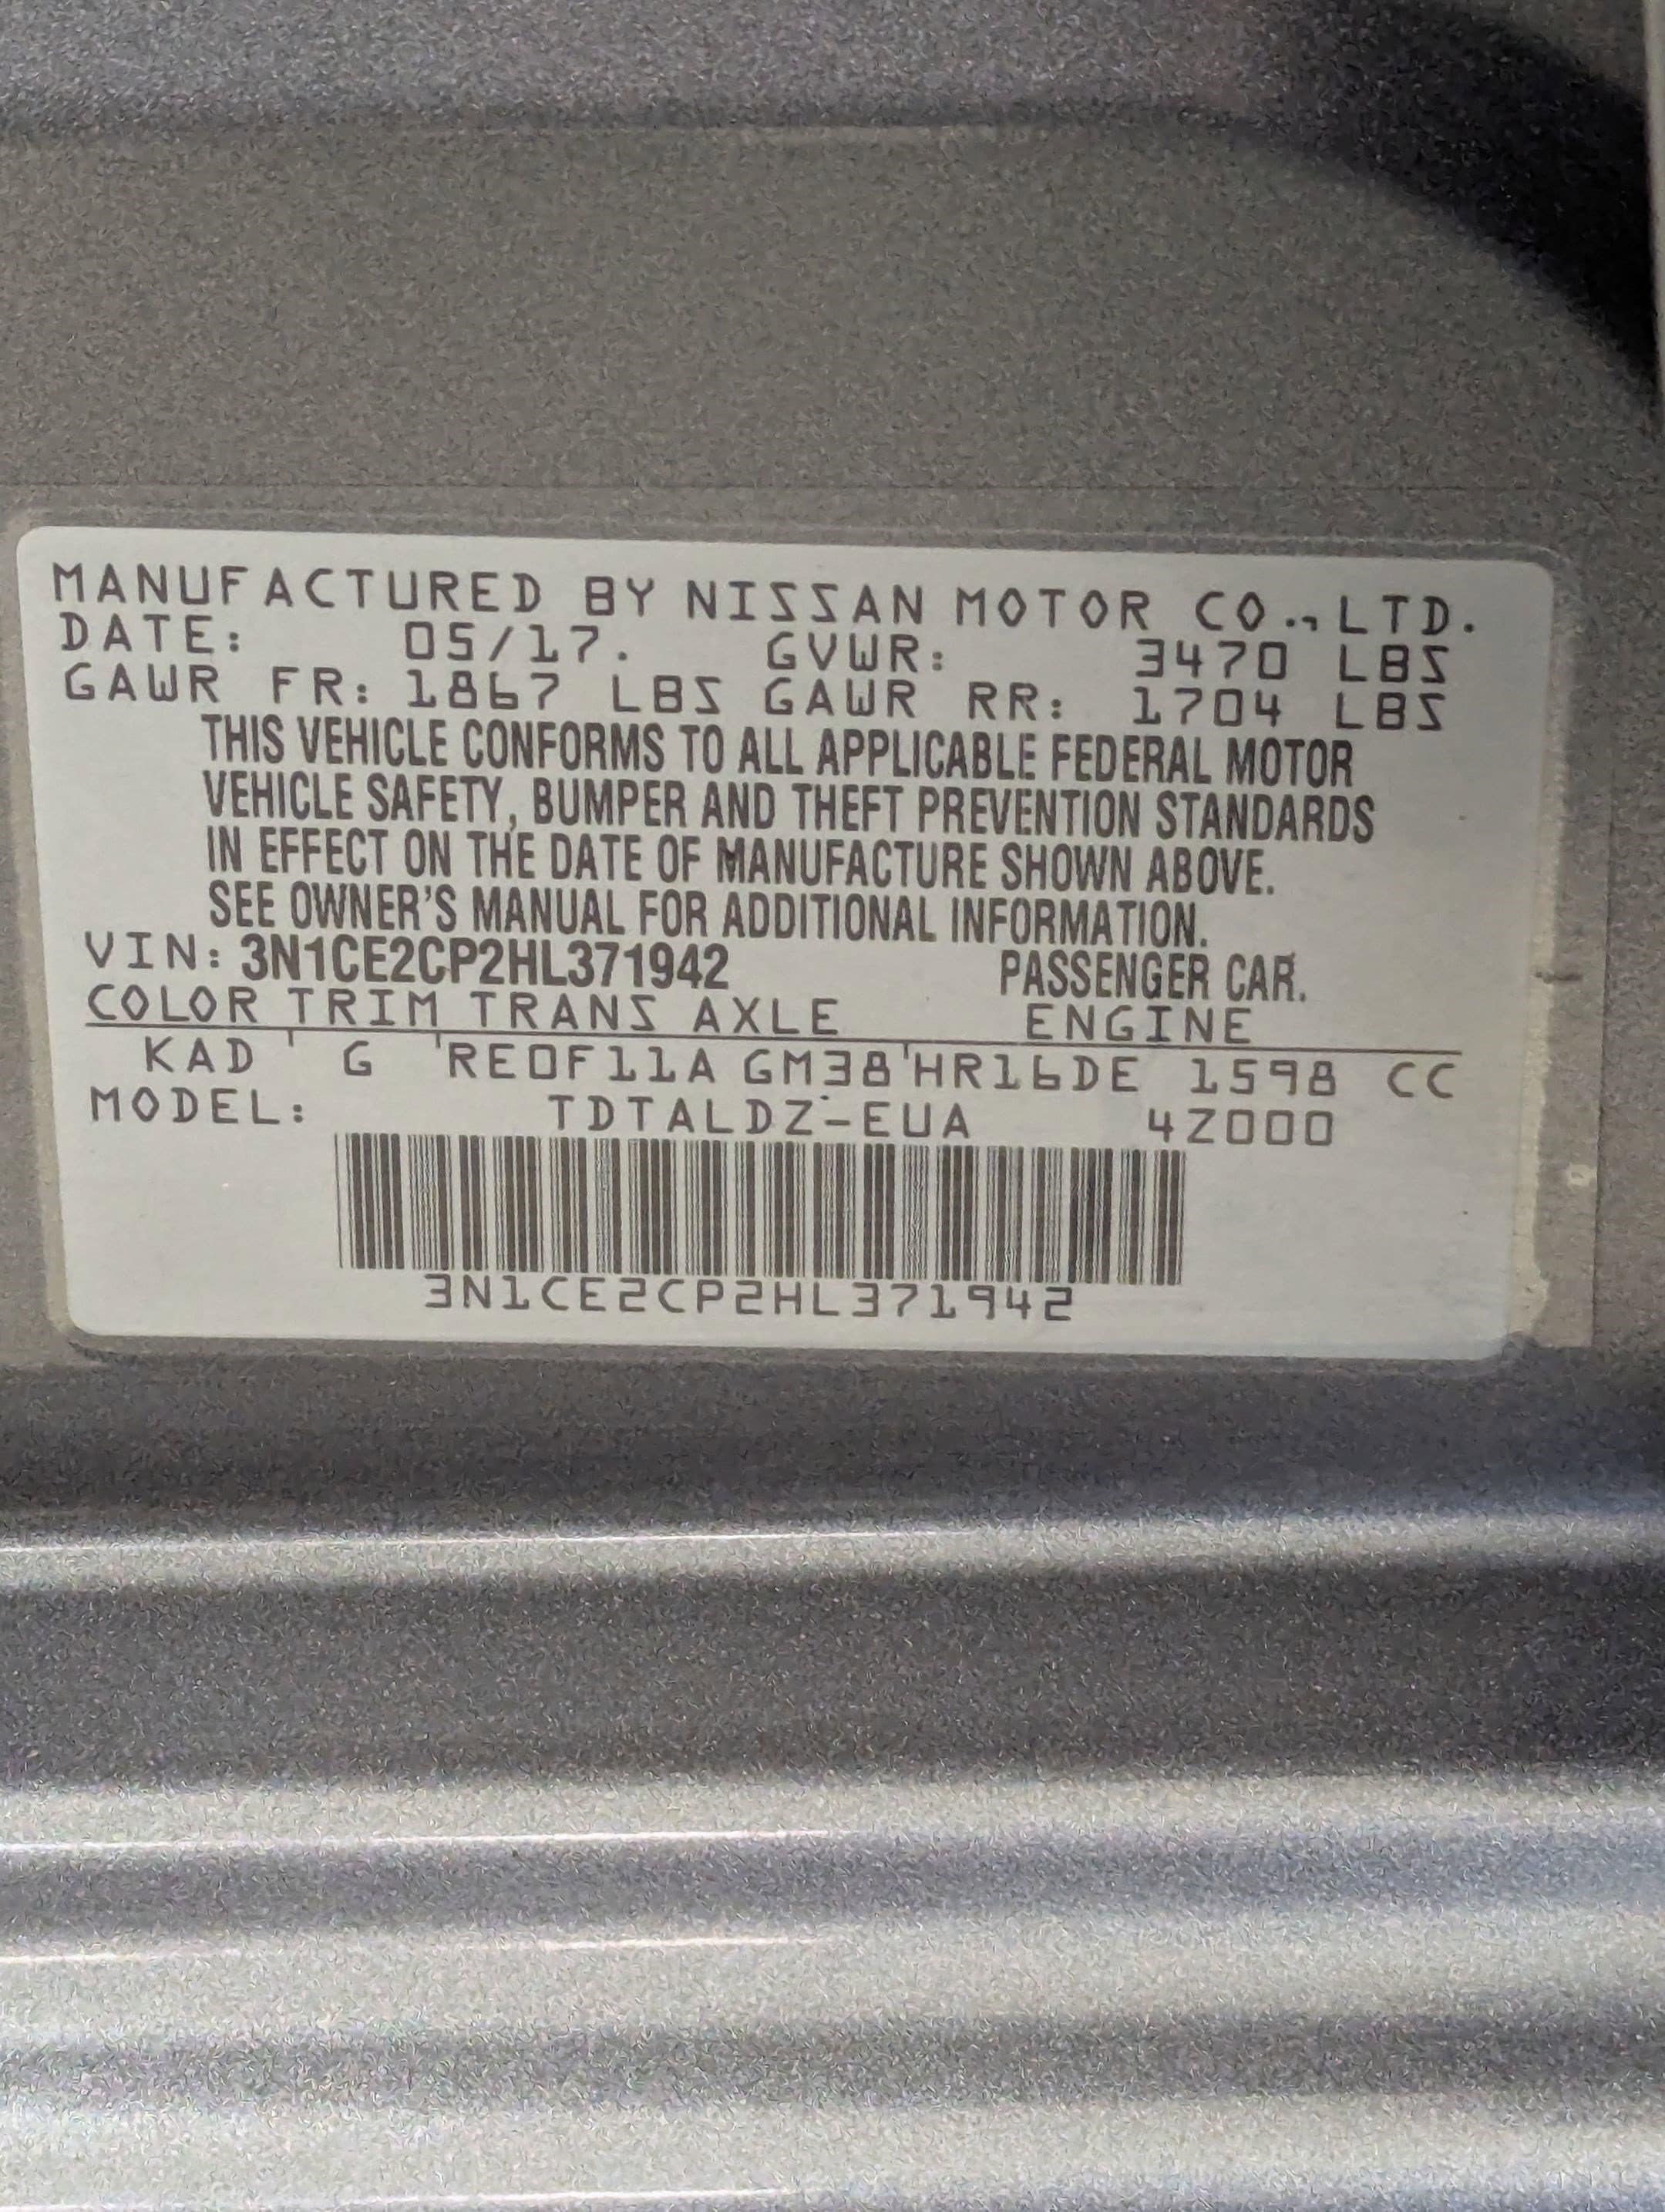 MANUFACTURED BY NISSAN MOTOR CO.,LTD.
DATE: 05/17. GVWR: 3470 LBS
GAWR FR: 1867 LBS GAWR RR: 1704 LBS
THIS VEHICLE CONFORMS TO ALL APPLICABLE FEDERAL MOTOR
VEHICLE SAFETY, BUMPER AND THEFT PREVENTION STANDARDS
IN EFFECT ON THE DATE OF MANUFACTURE SHOWN ABOVE.
SEE OWNER'S MANUAL FOR ADDITIONAL INFORMATION.
VIN: 3N1CE2CP2HL371942 PASSENGER CAR.
COLOR TRIM TRANS AXLE ENGINE
KAD G RE0F11A GM38 HR16DE 1598 CC
MODEL: TDTALDZ-EUA 4Z000
3N1CE2CP2HL371942